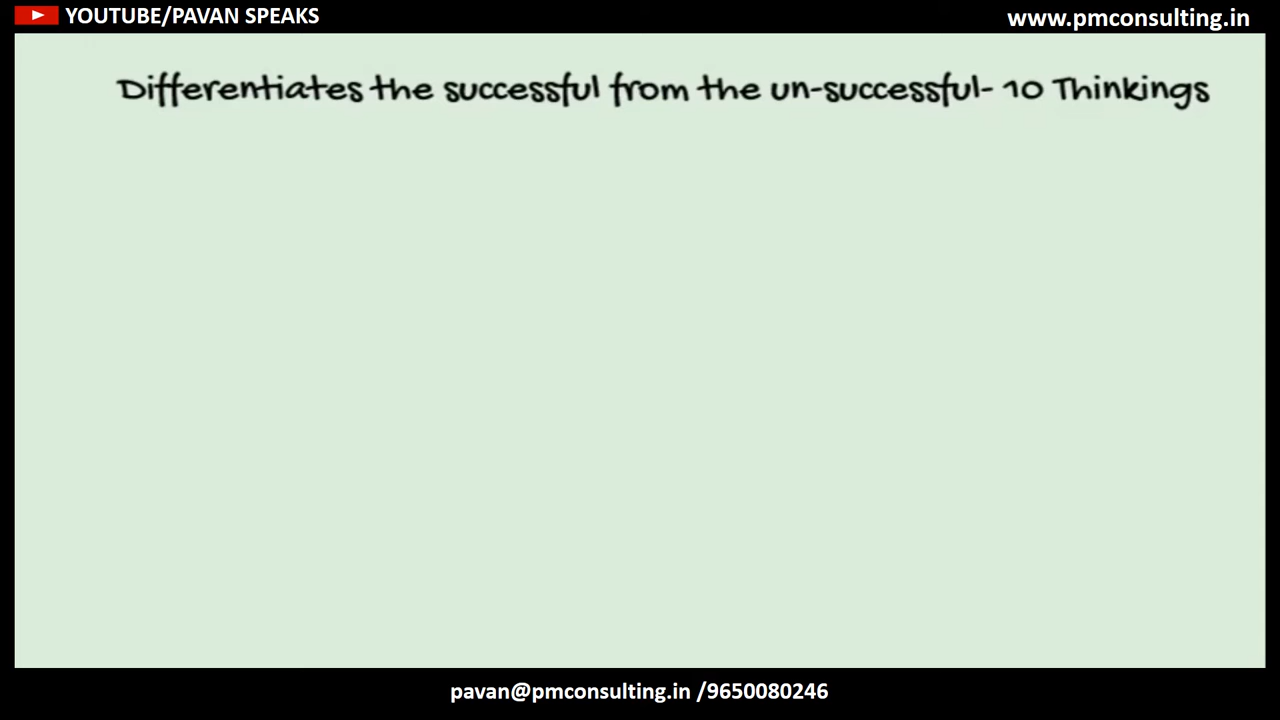 YOUTUBE/PAVAN SPEAKS
www.pmconsulting.in
Differentiates the successful from the un-successful- 10 Thinkings
pavan@pmconsulting.in /9650080246